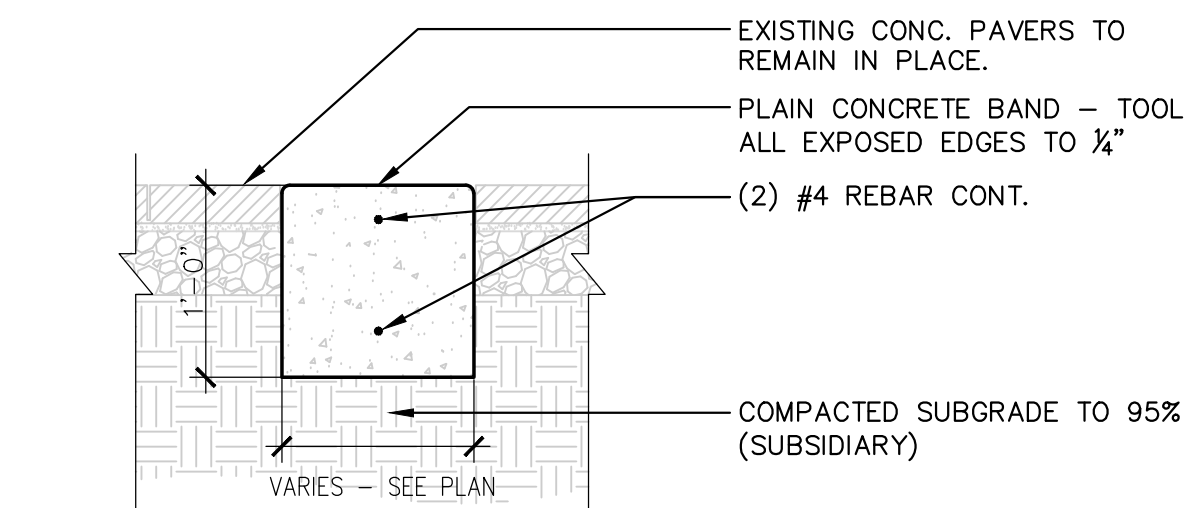 EXISTING CONC. PAVERS TO
REMAIN IN PLACE.
PLAIN CONCRETE BAND – TOOL
ALL EXPOSED EDGES TO ¼"
(2) #4 REBAR CONT.
1'–0"
COMPACTED SUBGRADE TO 95%
(SUBSIDIARY)
VARIES – SEE PLAN